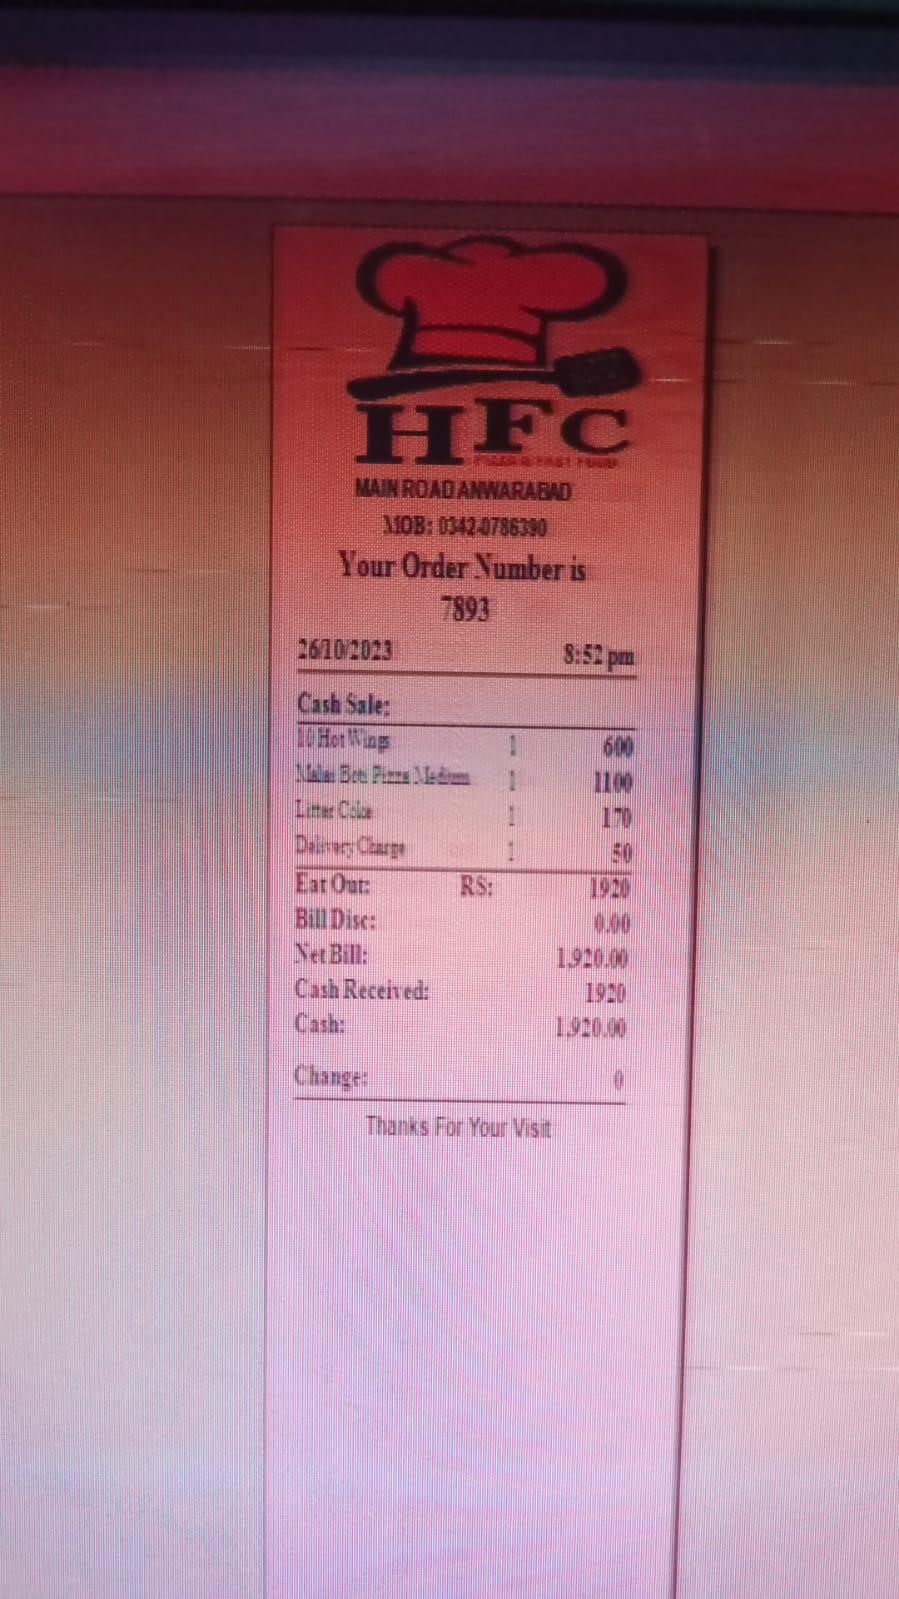 HFC
PIZZA & FAST FOOD
MAIN ROAD ANWARABAD
MOB: 0342-0786390
Your Order Number is
7893
26/10/2023 8:52 pm
Cash Sale:
10 Hot Wings 1 600
Malai Boti Pizza Medium 1 1100
Litter Coke 1 170
Delivery Charge 1 50
Eat Out: RS: 1920
Bill Disc: 0.00
Net Bill: 1,920.00
Cash Received: 1920
Cash: 1,920.00
Change: 0
Thanks For Your Visit